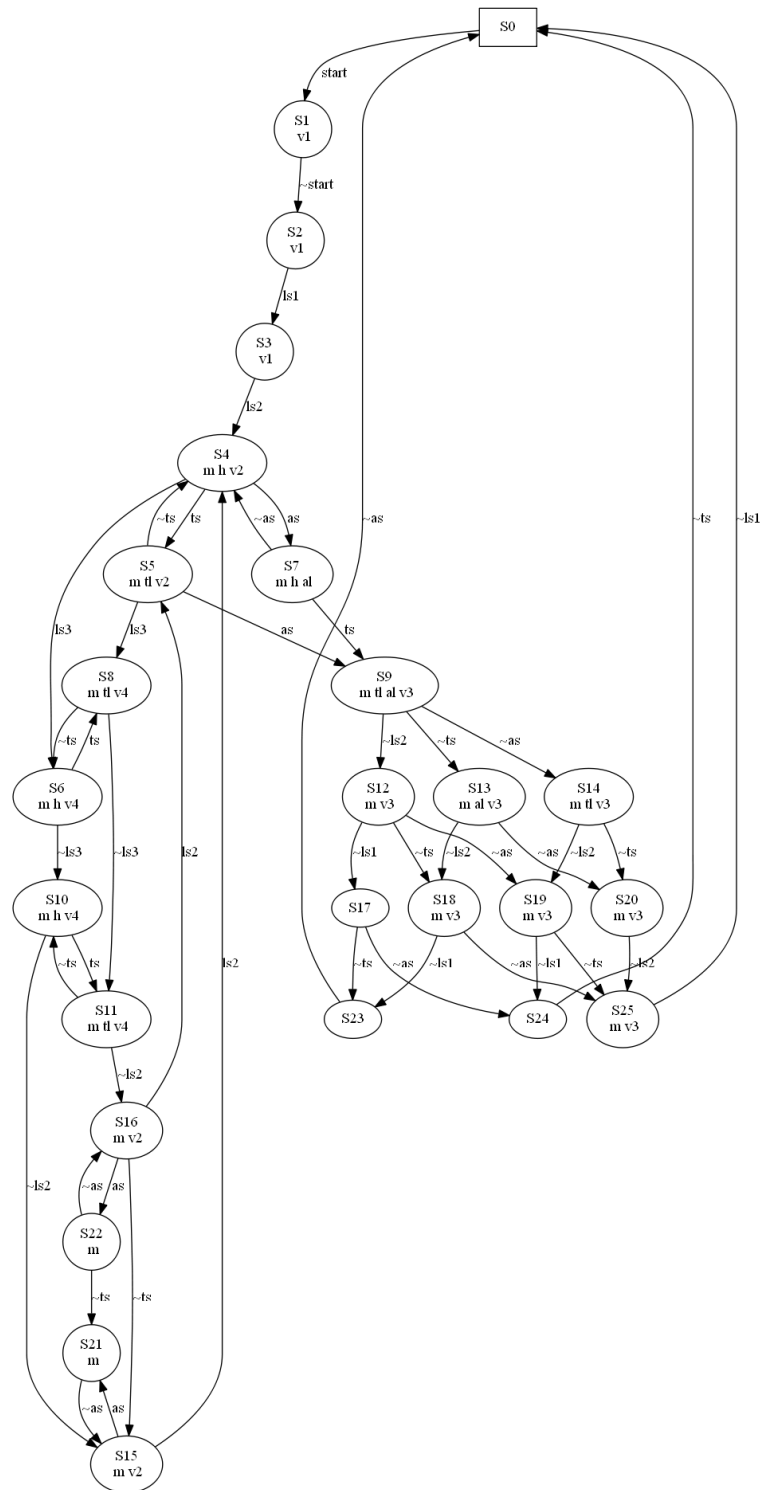 S0
start
S1
v1
~start
S2
v1
ls1
S3
v1
ls2
S4
m h v2
~ts
ts
~as
as
~as
~ts
~ls1
S5
m tl v2
S7
m h al
ls3
ls3
as
ts
S8
m tl v4
S9
m tl al v3
~ts
ts
~ls2
~ts
~as
S6
m h v4
S12
m v3
S13
m al v3
S14
m tl v3
~ls3
~ls3
ls2
~ls1
~ts
~ls2
~as
~as
~ls2
~ts
S10
m h v4
S17
S18
m v3
S19
m v3
S20
m v3
~ts
ts
ls2
~ts
~as
~ls1
~as
~ls1
~ts
~ls2
S11
m tl v4
S23
S24
S25
m v3
~ls2
S16
m v2
~ls2
~as
as
S22
m
~ts
~ts
S21
m
~as
as
S15
m v2